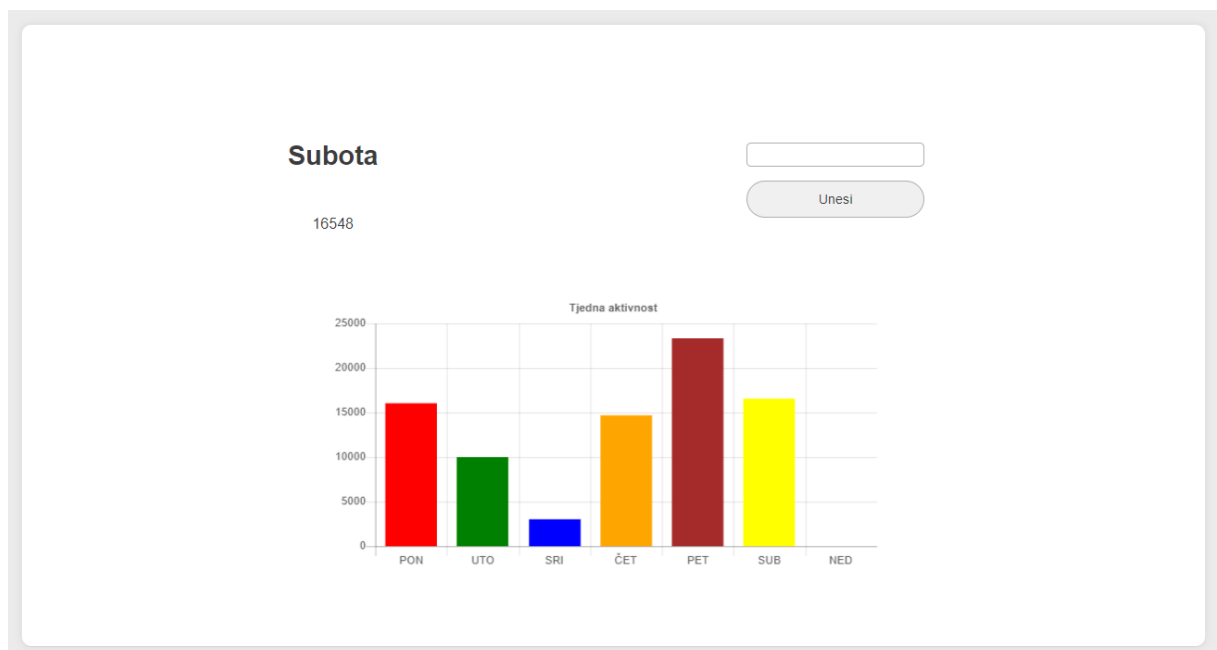 Subota
Unesi
16548
Tjedna aktivnost
25000
20000
15000
10000
5000
0
PON UTO SRI ČET PET SUB NED